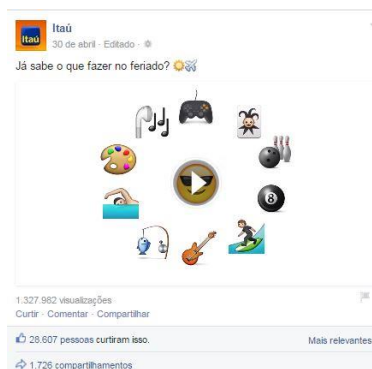 Itaú
Itaú
30 de abril · Editado ·
Já sabe o que fazer no feriado?
8
1.327.982 visualizações
Curtir · Comentar · Compartilhar
28.607 pessoas curtiram isso.
Mais relevantes
1.726 compartilhamentos